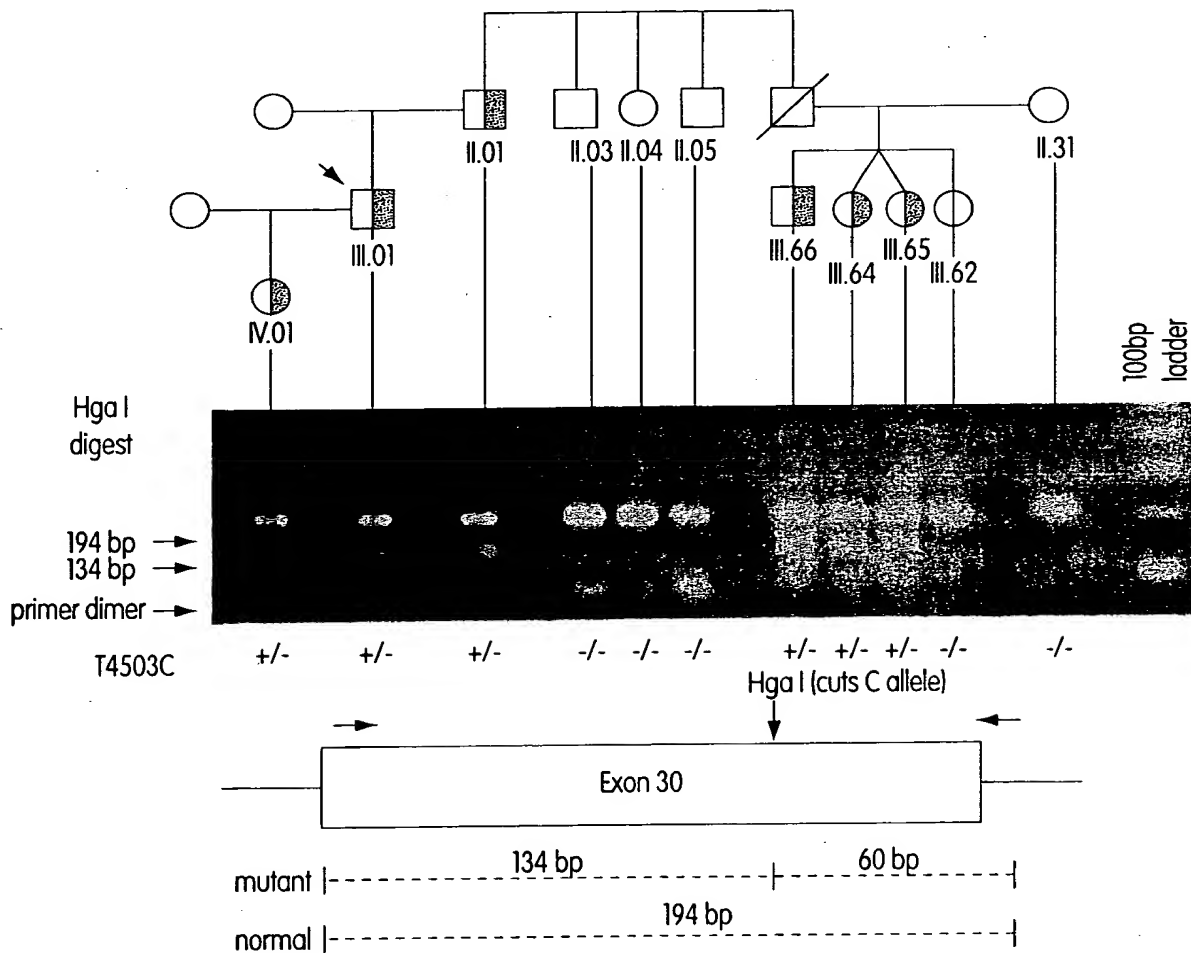 II.01 II.03 II.04 II.05 II.31
III.01 III.66 III.64 III.65 III.62
IV.01
100bp
ladder
Hga I
digest
194 bp
134 bp
primer dimer
T4503C +/- +/- +/- -/- -/- -/- +/- +/- +/- -/- -/-
Hga I (cuts C allele)
Exon 30
134 bp 60 bp
mutant
194 bp
normal